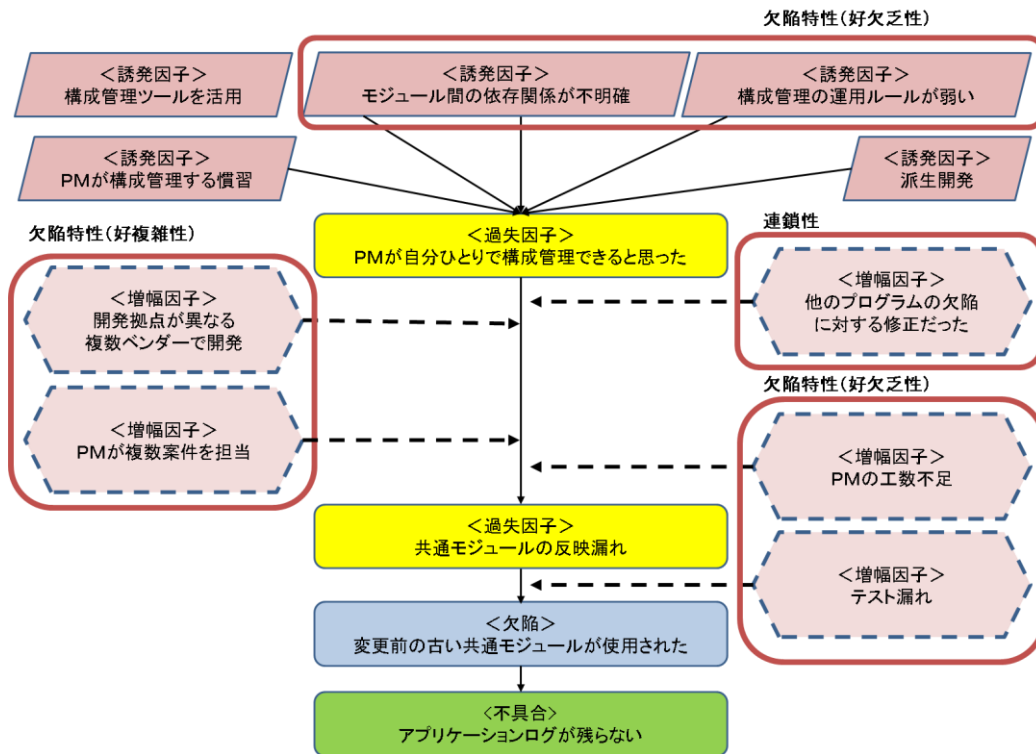 欠陥特性(好欠乏性)
＜誘発因子＞
構成管理ツールを活用
＜誘発因子＞
モジュール間の依存関係が不明確
＜誘発因子＞
構成管理の運用ルールが弱い
＜誘発因子＞
PMが構成管理する慣習
＜誘発因子＞
派生開発
欠陥特性(好複雑性)
連鎖性
＜過失因子＞
PMが自分ひとりで構成管理できると思った
＜増幅因子＞
開発拠点が異なる
複数ベンダーで開発
＜増幅因子＞
他のプログラムの欠陥
に対する修正だった
欠陥特性(好欠乏性)
＜増幅因子＞
PMが複数案件を担当
＜増幅因子＞
PMの工数不足
＜過失因子＞
共通モジュールの反映漏れ
＜増幅因子＞
テスト漏れ
＜欠陥＞
変更前の古い共通モジュールが使用された
＜不具合＞
アプリケーションログが残らない